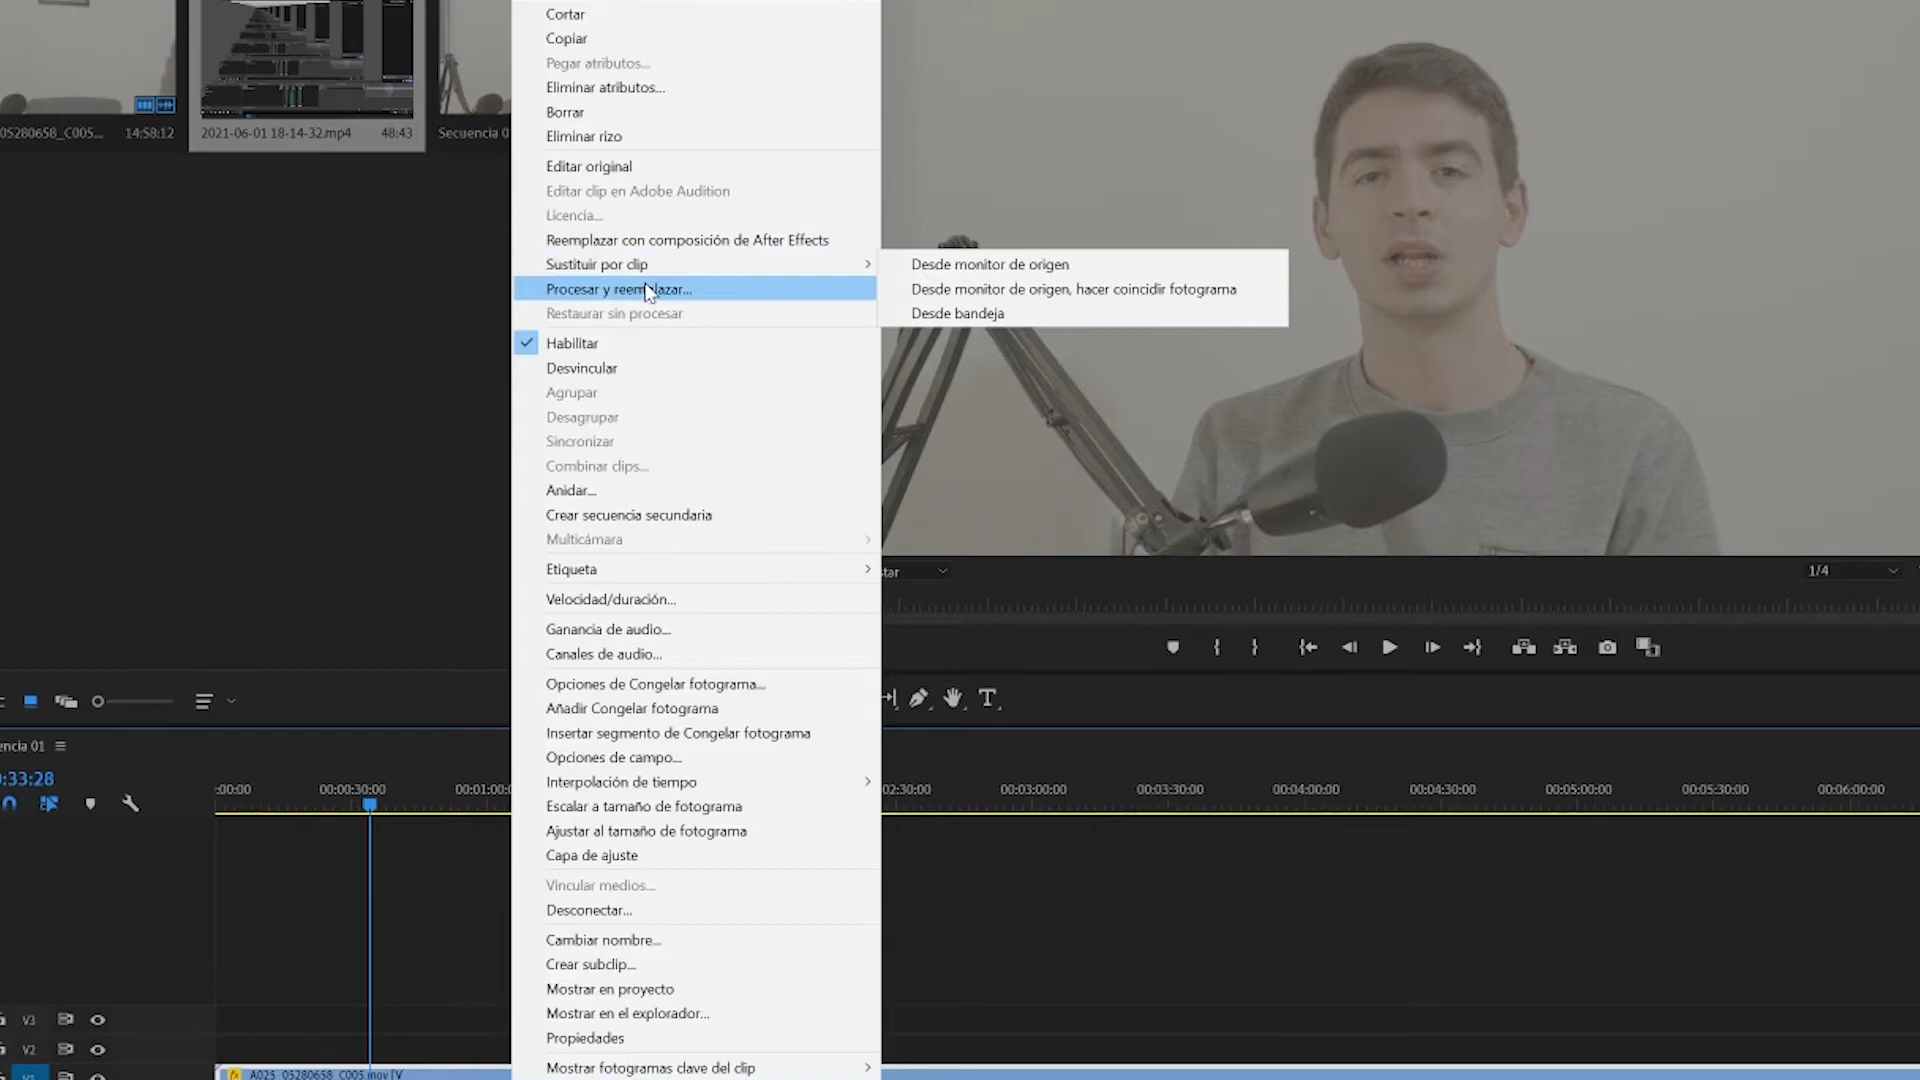 05280658_C005...
14:58:12
2021-06-01 18-14-32.mp4
48:43
Secuencia 0
Cortar
Copiar
Pegar atributos...
Eliminar atributos...
Borrar
Eliminar rizo
Editar original
Editar clip en Adobe Audition
Licencia...
Reemplazar con composición de After Effects
Sustituir por clip
Procesar y reemplazar...
Restaurar sin procesar
Desde monitor de origen
Desde monitor de origen, hacer coincidir fotograma
Desde bandeja
Habilitar
Desvincular
Agrupar
Desagrupar
Sincronizar
Combinar clips...
Anidar...
Crear secuencia secundaria
Multicámara
Etiqueta
Velocidad/duración...
Ganancia de audio...
Canales de audio...
Opciones de Congelar fotograma...
Añadir Congelar fotograma
Insertar segmento de Congelar fotograma
Opciones de campo...
Interpolación de tiempo
Escalar a tamaño de fotograma
Ajustar al tamaño de fotograma
Capa de ajuste
Vincular medios...
Desconectar...
Cambiar nombre...
Crear subclip...
Mostrar en proyecto
Mostrar en el explorador...
Propiedades
Mostrar fotogramas clave del clip
tar
1/4
encia 01
:33:28
:00:00
00:00:30:00
00:01:00:0
02:30:00
00:03:00:00
00:03:30:00
00:04:00:00
00:04:30:00
00:05:00:00
00:05:30:00
00:06:00:00
V3
V2
V1
fx A025_05280658_C005.mov [V